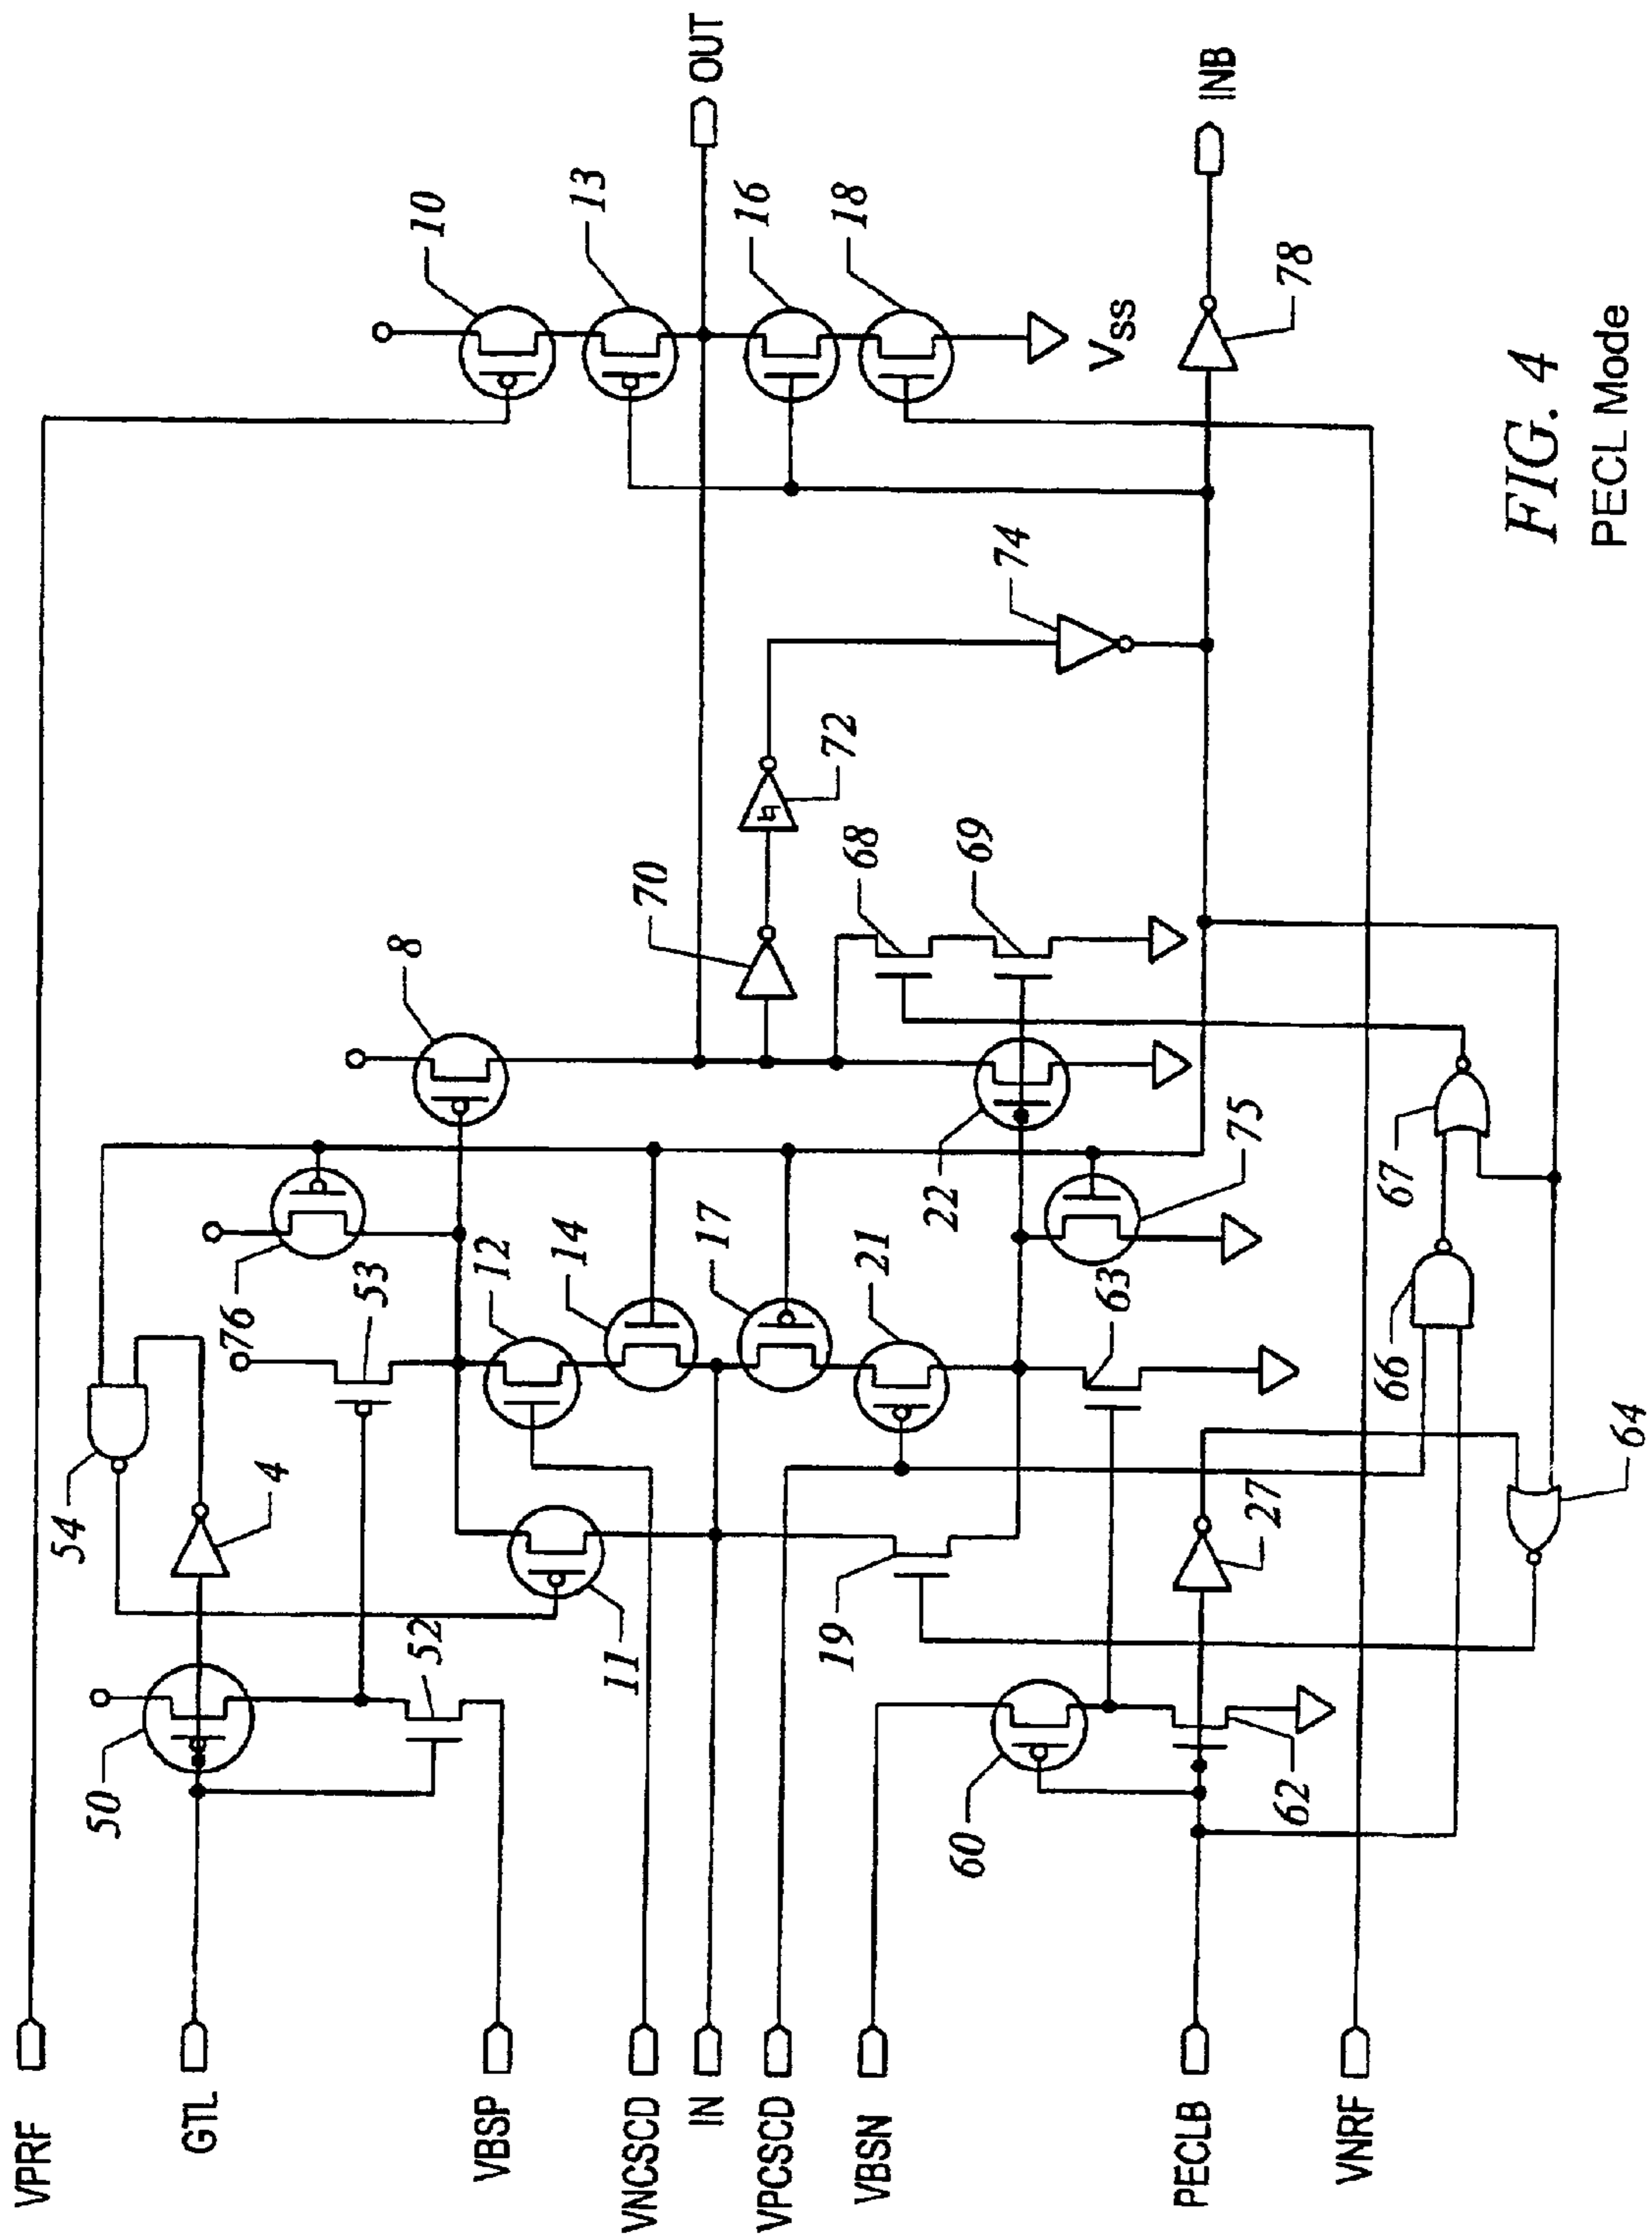 VPRF
GTL
VBSP
VNCSCD
IN
VPCSCD
VBSN
PECLB
VNRF
50
52
54
4
11
53
76
12
14
17
21
19
60
62
27
63
75
22
8
64
66
67
70
68
69
72
74
10
13
16
18
VSS
78
OUT
INB
FIG. 4
PECL Mode